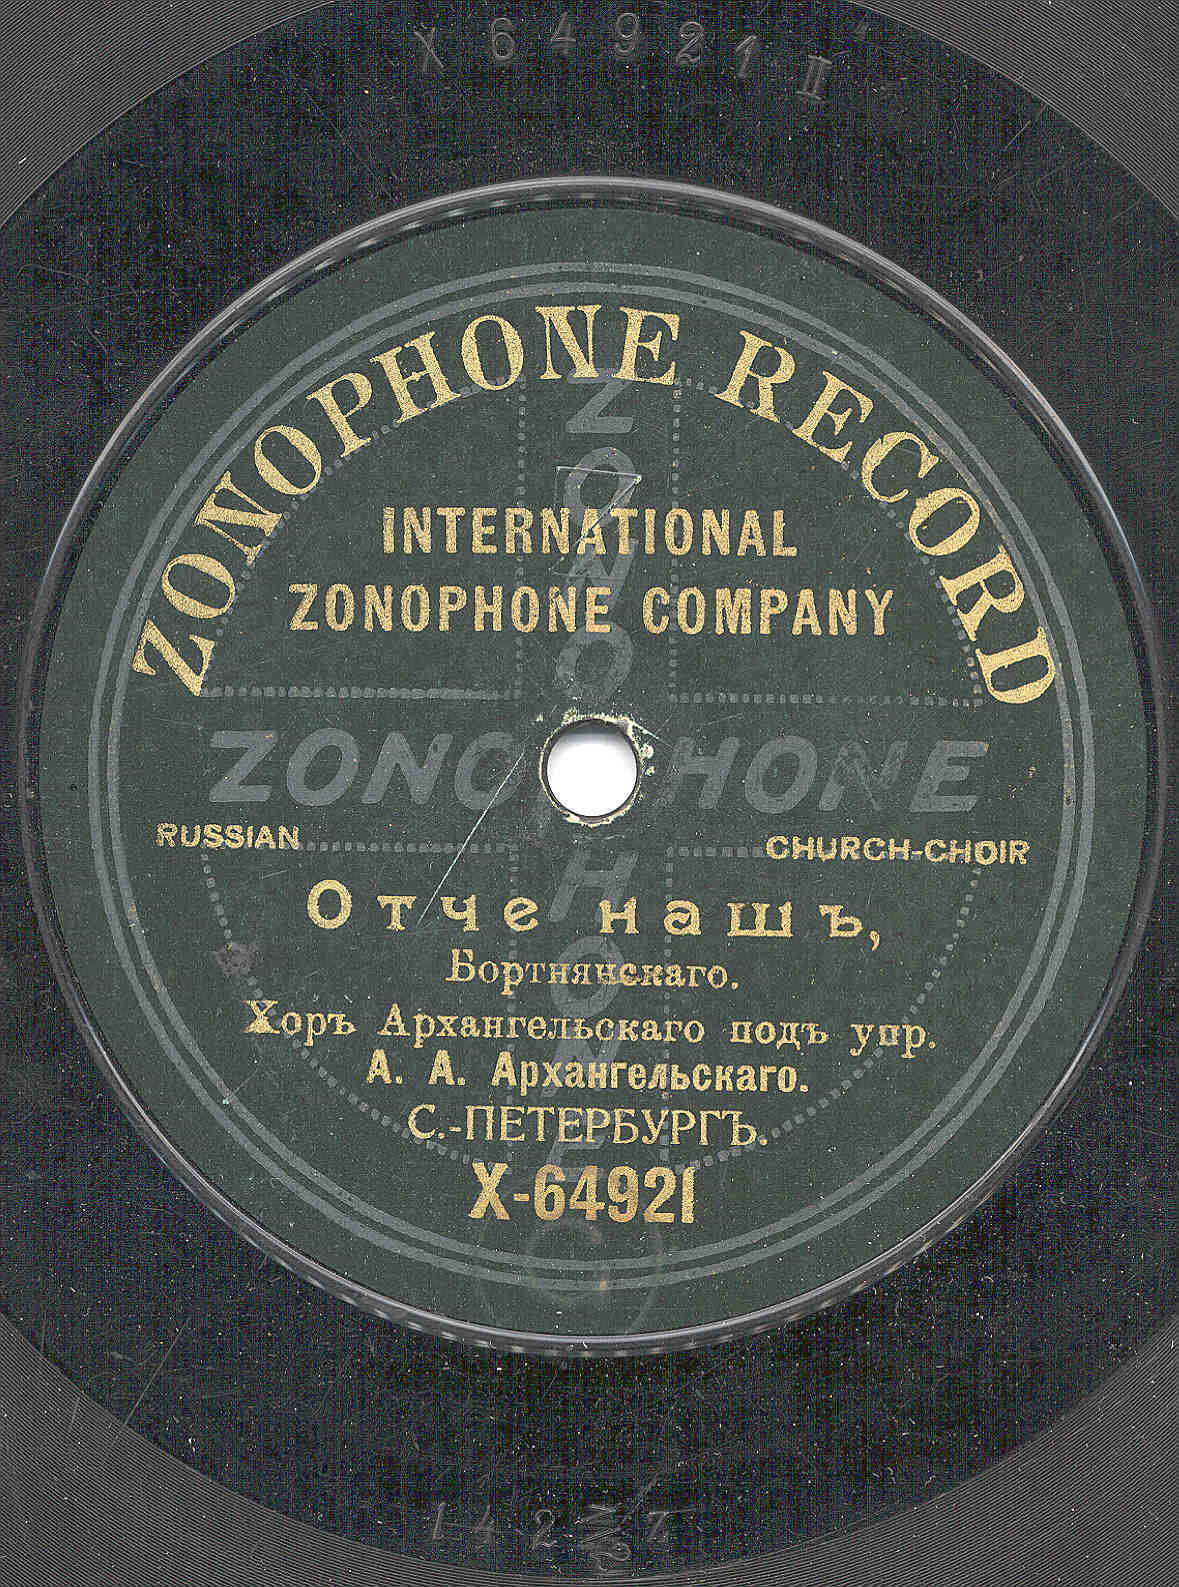 X 64921 II
ZONOPHONE RECORD
INTERNATIONAL
ZONOPHONE COMPANY
ZONOPHONE
ZONOPHONE
RUSSIAN CHURCH-CHOIR
Отче нашъ,
Бортнянскаго.
Хоръ Архангельскаго подъ упр.
А. А. Архангельскаго.
С.-ПЕТЕРБУРГЪ.
X-64921